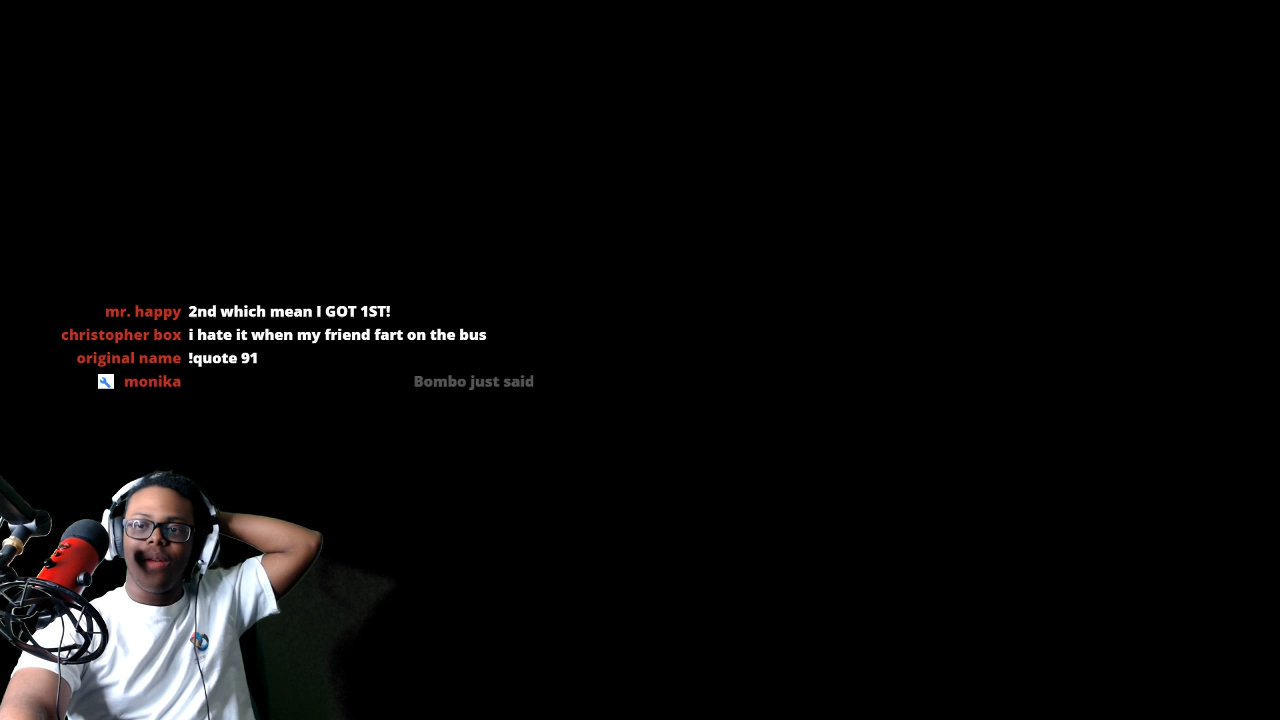 mr. happy 2nd which mean I GOT 1ST!
christopher box i hate it when my friend fart on the bus
original name !quote 91
monika Bombo just said